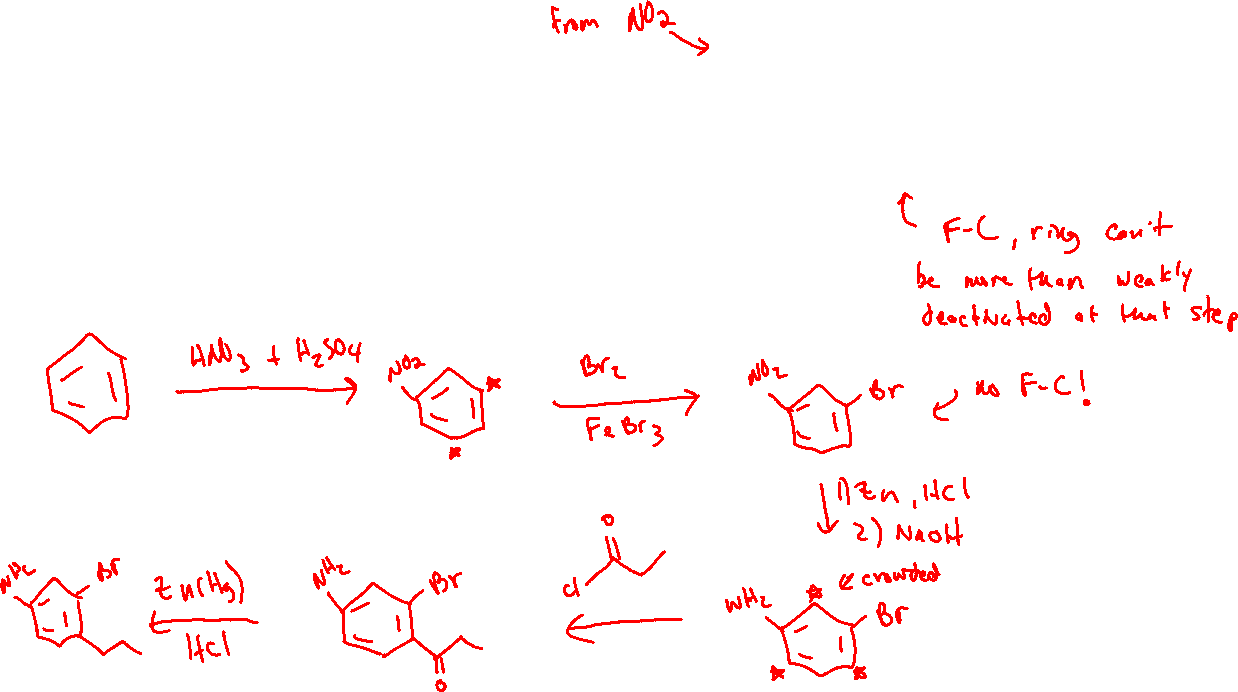 From NO2
F-C, ring can't
be more than weakly
deactivated at that step
HNO3 + H2SO4
NO2
Br2
FeBr3
NO2
Br
no F-C!
1) Zn, HCl
2) NaOH
O
Cl
crowded
NH2
Br
NH2
Br
O
Zn(Hg)
HCl
NH2
Br